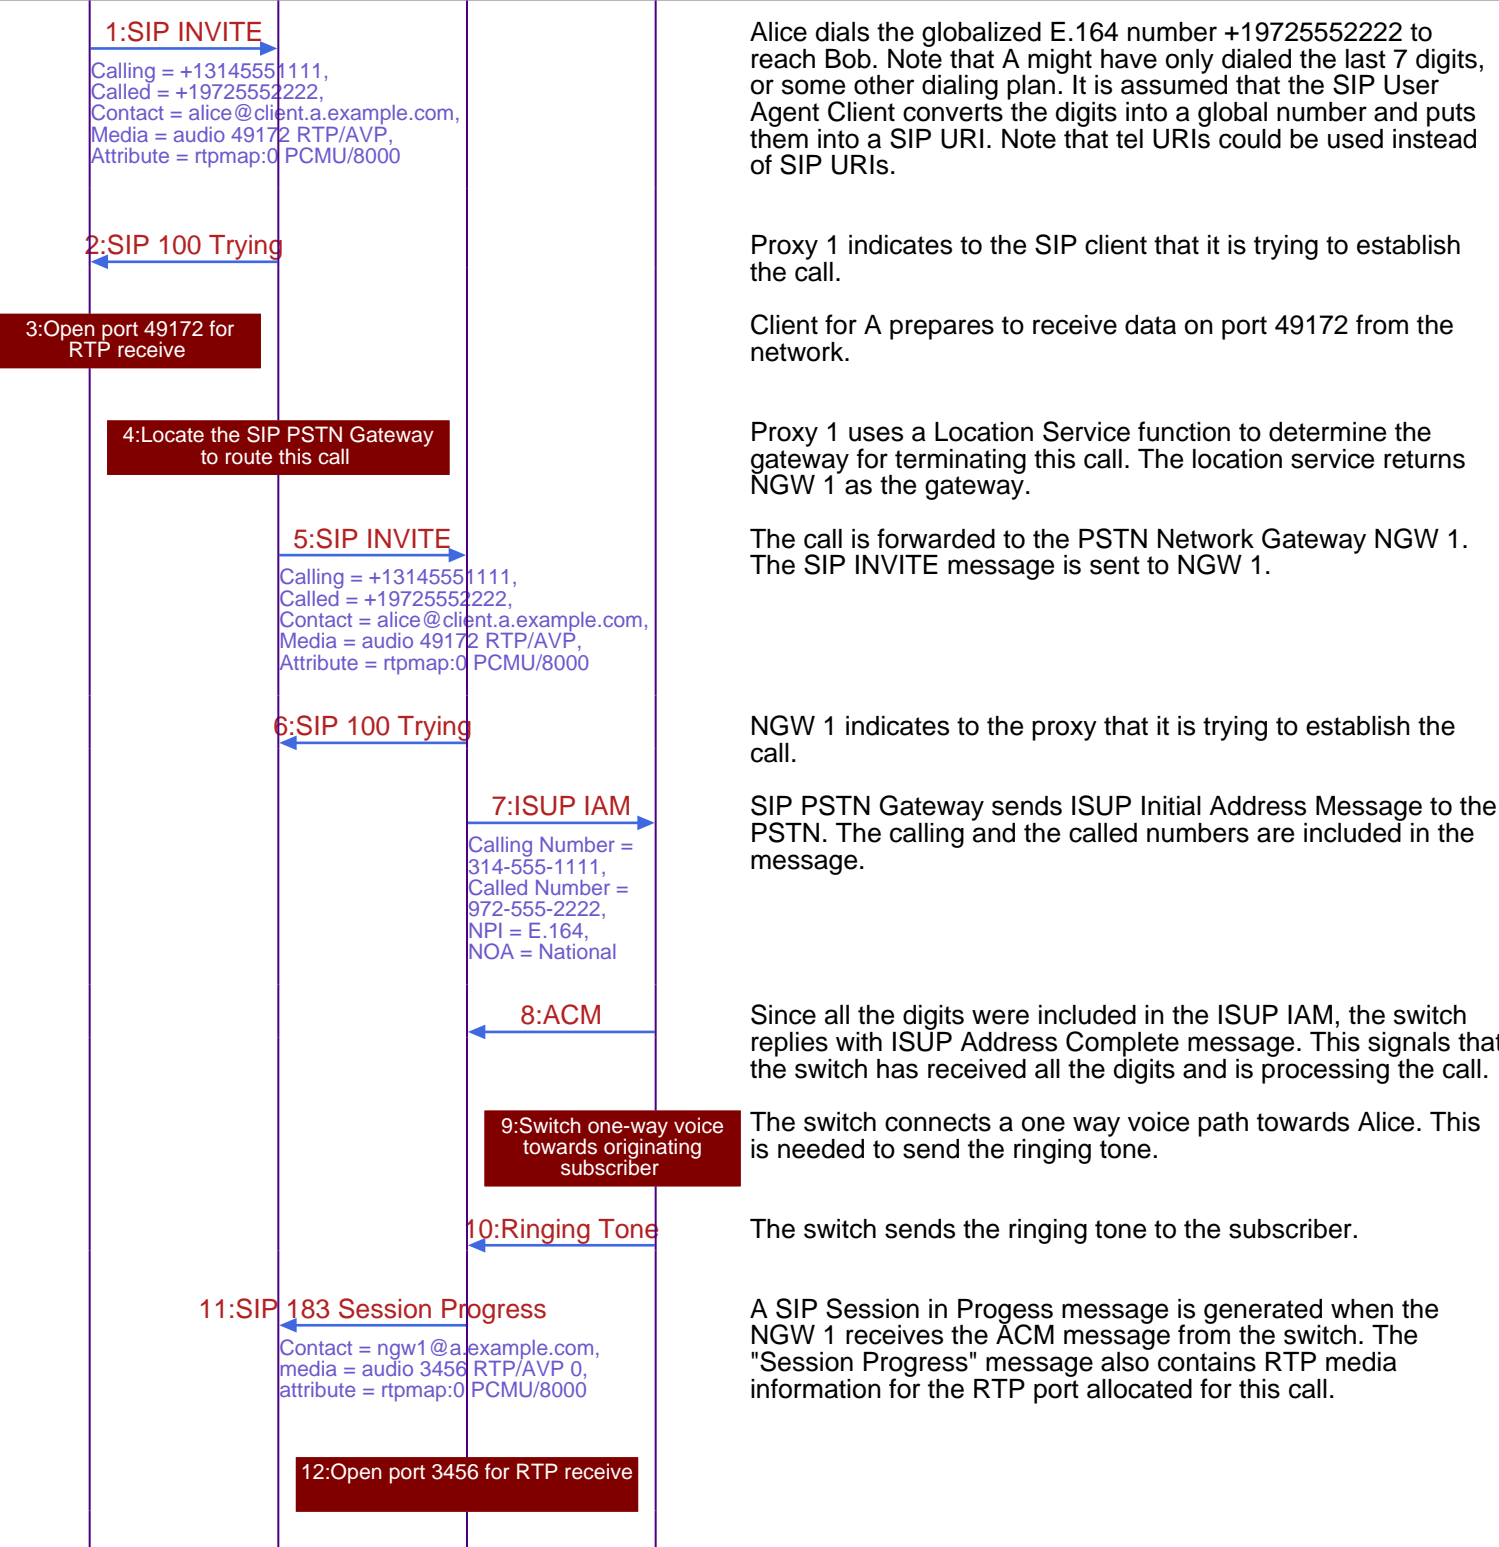 1:SIP INVITE
Calling = +13145551111,
Called = +19725552222,
Contact = alice@client.a.example.com,
Media = audio 49172 RTP/AVP,
Attribute = rtpmap:0 PCMU/8000
Alice dials the globalized E.164 number +19725552222 to
reach Bob. Note that A might have only dialed the last 7 digits,
or some other dialing plan. It is assumed that the SIP User
Agent Client converts the digits into a global number and puts
them into a SIP URI. Note that tel URIs could be used instead
of SIP URIs.
2:SIP 100 Trying
Proxy 1 indicates to the SIP client that it is trying to establish
the call.
3:Open port 49172 for
RTP receive
Client for A prepares to receive data on port 49172 from the
network.
4:Locate the SIP PSTN Gateway
to route this call
Proxy 1 uses a Location Service function to determine the
gateway for terminating this call. The location service returns
NGW 1 as the gateway.
5:SIP INVITE
Calling = +13145551111,
Called = +19725552222,
Contact = alice@client.a.example.com,
Media = audio 49172 RTP/AVP,
Attribute = rtpmap:0 PCMU/8000
The call is forwarded to the PSTN Network Gateway NGW 1.
The SIP INVITE message is sent to NGW 1.
6:SIP 100 Trying
NGW 1 indicates to the proxy that it is trying to establish the
call.
7:ISUP IAM
Calling Number =
314-555-1111,
Called Number =
972-555-2222,
NPI = E.164,
NOA = National
SIP PSTN Gateway sends ISUP Initial Address Message to the
PSTN. The calling and the called numbers are included in the
message.
8:ACM
Since all the digits were included in the ISUP IAM, the switch
replies with ISUP Address Complete message. This signals that
the switch has received all the digits and is processing the call.
9:Switch one-way voice
towards originating
subscriber
The switch connects a one way voice path towards Alice. This
is needed to send the ringing tone.
10:Ringing Tone
The switch sends the ringing tone to the subscriber.
11:SIP 183 Session Progress
Contact = ngw1@a.example.com,
media = audio 3456 RTP/AVP 0,
attribute = rtpmap:0 PCMU/8000
A SIP Session in Progess message is generated when the
NGW 1 receives the ACM message from the switch. The
"Session Progress" message also contains RTP media
information for the RTP port allocated for this call.
12:Open port 3456 for RTP receive